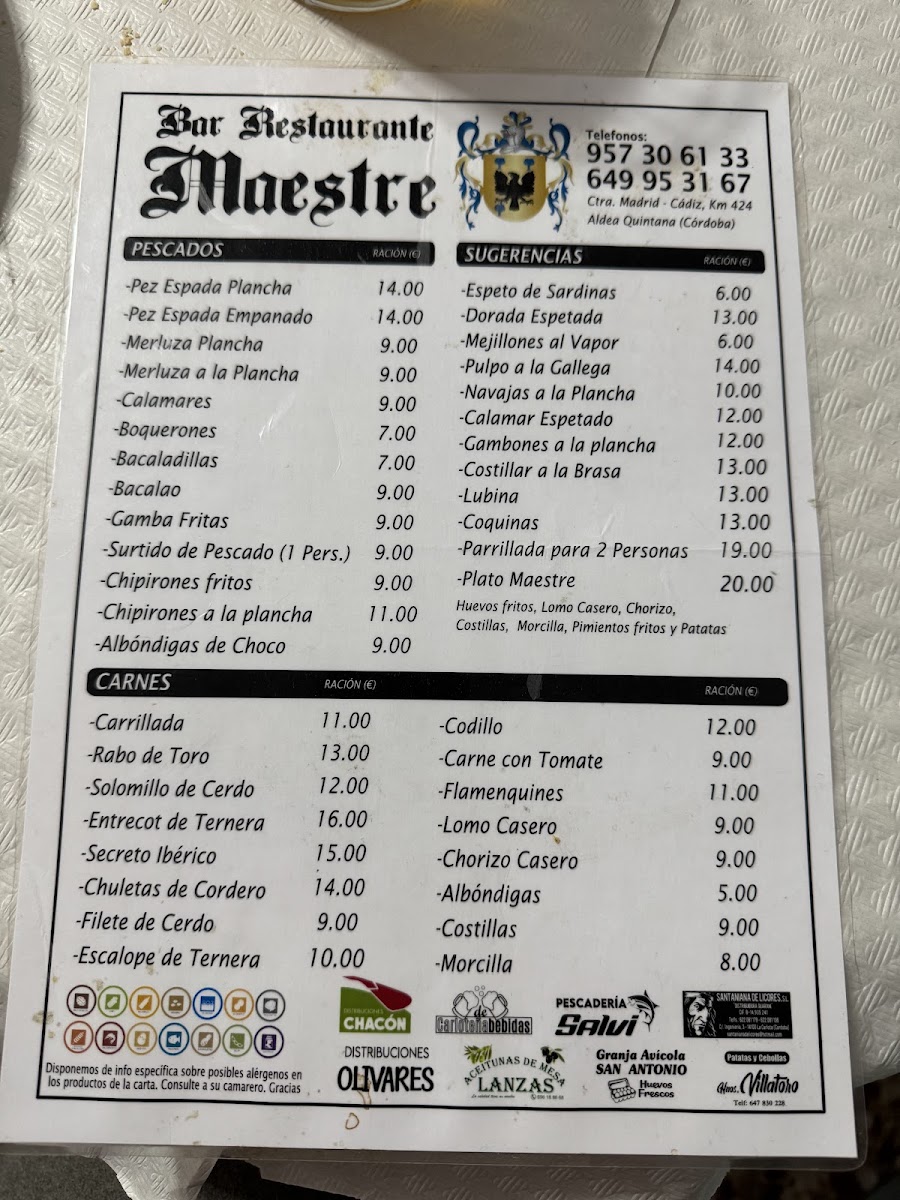 Bar Restaurante
Maestre
Telefonos:
957 30 61 33
649 95 31 67
Ctra. Madrid - Cádiz, Km 424
Aldea Quintana (Córdoba)
PESCADOS RACIÓN (€)
-Pez Espada Plancha 14.00
-Pez Espada Empanado 14.00
-Merluza Plancha 9.00
-Merluza a la Plancha 9.00
-Calamares 9.00
-Boquerones 7.00
-Bacaladillas 7.00
-Bacalao 9.00
-Gamba Fritas 9.00
-Surtido de Pescado (1 Pers.) 9.00
-Chipirones fritos 9.00
-Chipirones a la plancha 11.00
-Albóndigas de Choco 9.00
SUGERENCIAS RACIÓN (€)
-Espeto de Sardinas 6.00
-Dorada Espetada 13.00
-Mejillones al Vapor 6.00
-Pulpo a la Gallega 14.00
-Navajas a la Plancha 10.00
-Calamar Espetado 12.00
-Gambones a la plancha 12.00
-Costillar a la Brasa 13.00
-Lubina 13.00
-Coquinas 13.00
-Parrillada para 2 Personas 19.00
-Plato Maestre 20.00
Huevos fritos, Lomo Casero, Chorizo,
Costillas, Morcilla, Pimientos fritos y Patatas
CARNES RACIÓN (€) RACIÓN (€)
-Carrillada 11.00
-Rabo de Toro 13.00
-Solomillo de Cerdo 12.00
-Entrecot de Ternera 16.00
-Secreto Ibérico 15.00
-Chuletas de Cordero 14.00
-Filete de Cerdo 9.00
-Escalope de Ternera 10.00
-Codillo 12.00
-Carne con Tomate 9.00
-Flamenquines 11.00
-Lomo Casero 9.00
-Chorizo Casero 9.00
-Albóndigas 5.00
-Costillas 9.00
-Morcilla 8.00
Disponemos de info específica sobre posibles alérgenos en
los productos de la carta. Consulte a su camarero. Gracias
DISTRIBUCIONES
CHACÓN
de
Carloteñabebidas
PESCADERÍA
Salvi
SANTANIANA DE LICORES, S.L.
DISTRIBUCIONES
OLIVARES
ACEITUNAS DE MESA
LANZAS
Granja Avícola
SAN ANTONIO
Huevos
Frescos
Patatas y Cebollas
Hnos. Villatoro
Telf: 647 830 228